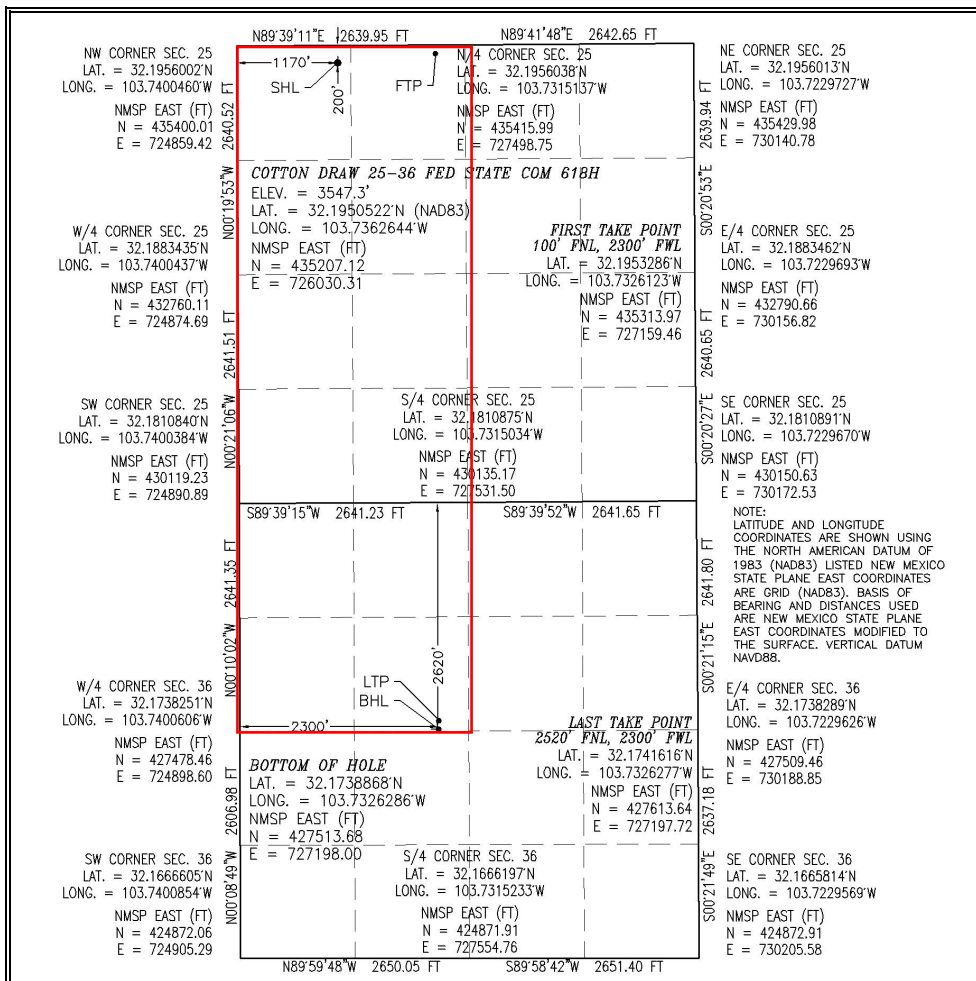 N89°39'11"E 2639.95 FT
N89°41'48"E 2642.65 FT
NW CORNER SEC. 25
LAT. = 32.1956002'N
LONG. = 103.7400460'W
NMSP EAST (FT)
N = 435400.01
E = 724859.42
1170'
SHL
200'
FTP
N/4 CORNER SEC. 25
LAT. = 32.1956038'N
LONG. = 103.7315137'W
NMSP EAST (FT)
N = 435415.99
E = 727498.75
NE CORNER SEC. 25
LAT. = 32.1956013'N
LONG. = 103.7229727'W
NMSP EAST (FT)
N = 435429.98
E = 730140.78
N00°19'53"W 2640.52 FT
S00°20'53"E 2639.94 FT
COTTON DRAW 25-36 FED STATE COM 618H
ELEV. = 3547.3'
LAT. = 32.1950522'N (NAD83)
LONG. = 103.7362644'W
NMSP EAST (FT)
N = 435207.12
E = 726030.31
FIRST TAKE POINT
100' FNL, 2300' FWL
LAT. = 32.1953286'N
LONG. = 103.7326123'W
NMSP EAST (FT)
N = 435313.97
E = 727159.46
W/4 CORNER SEC. 25
LAT. = 32.1883435'N
LONG. = 103.7400437'W
NMSP EAST (FT)
N = 432760.11
E = 724874.69
E/4 CORNER SEC. 25
LAT. = 32.1883462'N
LONG. = 103.7229693'W
NMSP EAST (FT)
N = 432790.66
E = 730156.82
N00°21'06"W 2641.51 FT
S00°20'27"E 2640.65 FT
SW CORNER SEC. 25
LAT. = 32.1810840'N
LONG. = 103.7400384'W
NMSP EAST (FT)
N = 430119.23
E = 724890.89
S/4 CORNER SEC. 25
LAT. = 32.1810875'N
LONG. = 103.7315034'W
NMSP EAST (FT)
N = 430135.17
E = 727531.50
SE CORNER SEC. 25
LAT. = 32.1810891'N
LONG. = 103.7229670'W
NMSP EAST (FT)
N = 430150.63
E = 730172.53
S89°39'15"W 2641.23 FT
S89°39'52"W 2641.65 FT
NOTE:
LATITUDE AND LONGITUDE
COORDINATES ARE SHOWN USING
THE NORTH AMERICAN DATUM OF
1983 (NAD83) LISTED NEW MEXICO
STATE PLANE EAST COORDINATES
ARE GRID (NAD83). BASIS OF
BEARING AND DISTANCES USED
ARE NEW MEXICO STATE PLANE
EAST COORDINATES MODIFIED TO
THE SURFACE. VERTICAL DATUM
NAVD88.
N00°10'02"W 2641.35 FT
S00°21'15"E 2641.80 FT
2620'
LTP
BHL
2300'
W/4 CORNER SEC. 36
LAT. = 32.1738251'N
LONG. = 103.7400606'W
NMSP EAST (FT)
N = 427478.46
E = 724898.60
E/4 CORNER SEC. 36
LAT. = 32.1738289'N
LONG. = 103.7229626'W
NMSP EAST (FT)
N = 427509.46
E = 730188.85
LAST TAKE POINT
2520' FNL, 2300' FWL
LAT. = 32.1741616'N
LONG. = 103.7326277'W
NMSP EAST (FT)
N = 427613.64
E = 727197.72
BOTTOM OF HOLE
LAT. = 32.1738868'N
LONG. = 103.7326286'W
NMSP EAST (FT)
N = 427513.68
E = 727198.00
N00°08'49"W 2606.98 FT
S00°21'49"E 2637.18 FT
SW CORNER SEC. 36
LAT. = 32.1666605'N
LONG. = 103.7400854'W
NMSP EAST (FT)
N = 424872.06
E = 724905.29
S/4 CORNER SEC. 36
LAT. = 32.1666197'N
LONG. = 103.7315233'W
NMSP EAST (FT)
N = 424871.91
E = 727554.76
SE CORNER SEC. 36
LAT. = 32.1665814'N
LONG. = 103.7229569'W
NMSP EAST (FT)
N = 424872.91
E = 730205.58
N89°59'48"W 2650.05 FT
S89°58'42"W 2651.40 FT